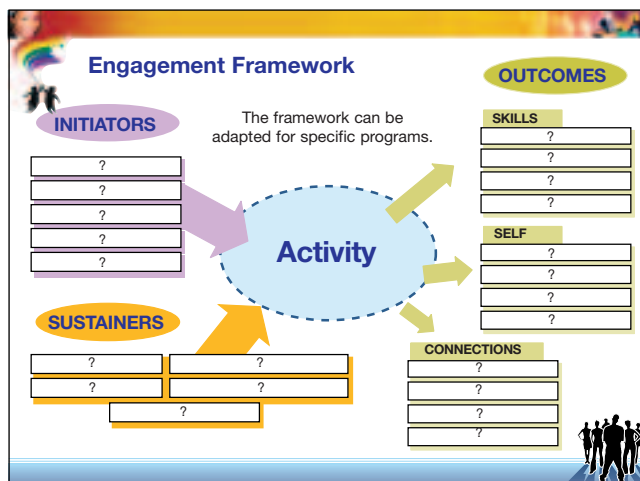 Engagement Framework
OUTCOMES
INITIATORS
The framework can be
adapted for specific programs.
?
?
?
?
?
Activity
SKILLS
?
?
?
?
SELF
?
?
?
?
SUSTAINERS
? ?
? ?
?
CONNECTIONS
?
?
?
?